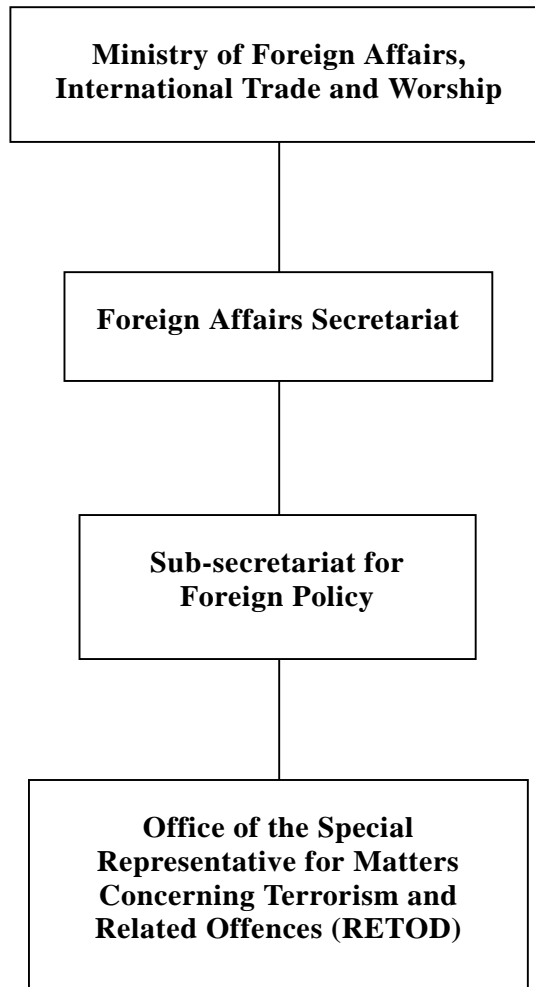 Ministry of Foreign Affairs,
International Trade and Worship
Foreign Affairs Secretariat
Sub-secretariat for
Foreign Policy
Office of the Special
Representative for Matters
Concerning Terrorism and
Related Offences (RETOD)